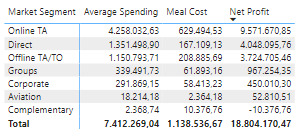 Market Segment Average Spending Meal Cost Net Profit
Online TA 4.258.032,63 629.494,53 9.571.670,85
Direct 1.351.498,90 167.109,13 4.048.095,76
Offline TA/TO 1.150.793,71 208.885,69 3.724.705,46
Groups 339.491,73 61.893,16 967.254,35
Corporate 291.869,15 58.413,23 450.010,30
Aviation 18.214,18 2.364,18 52.810,51
Complementary 2.368,74 10.376,76 -10.376,76
Total 7.412.269,04 1.138.536,67 18.804.170,47